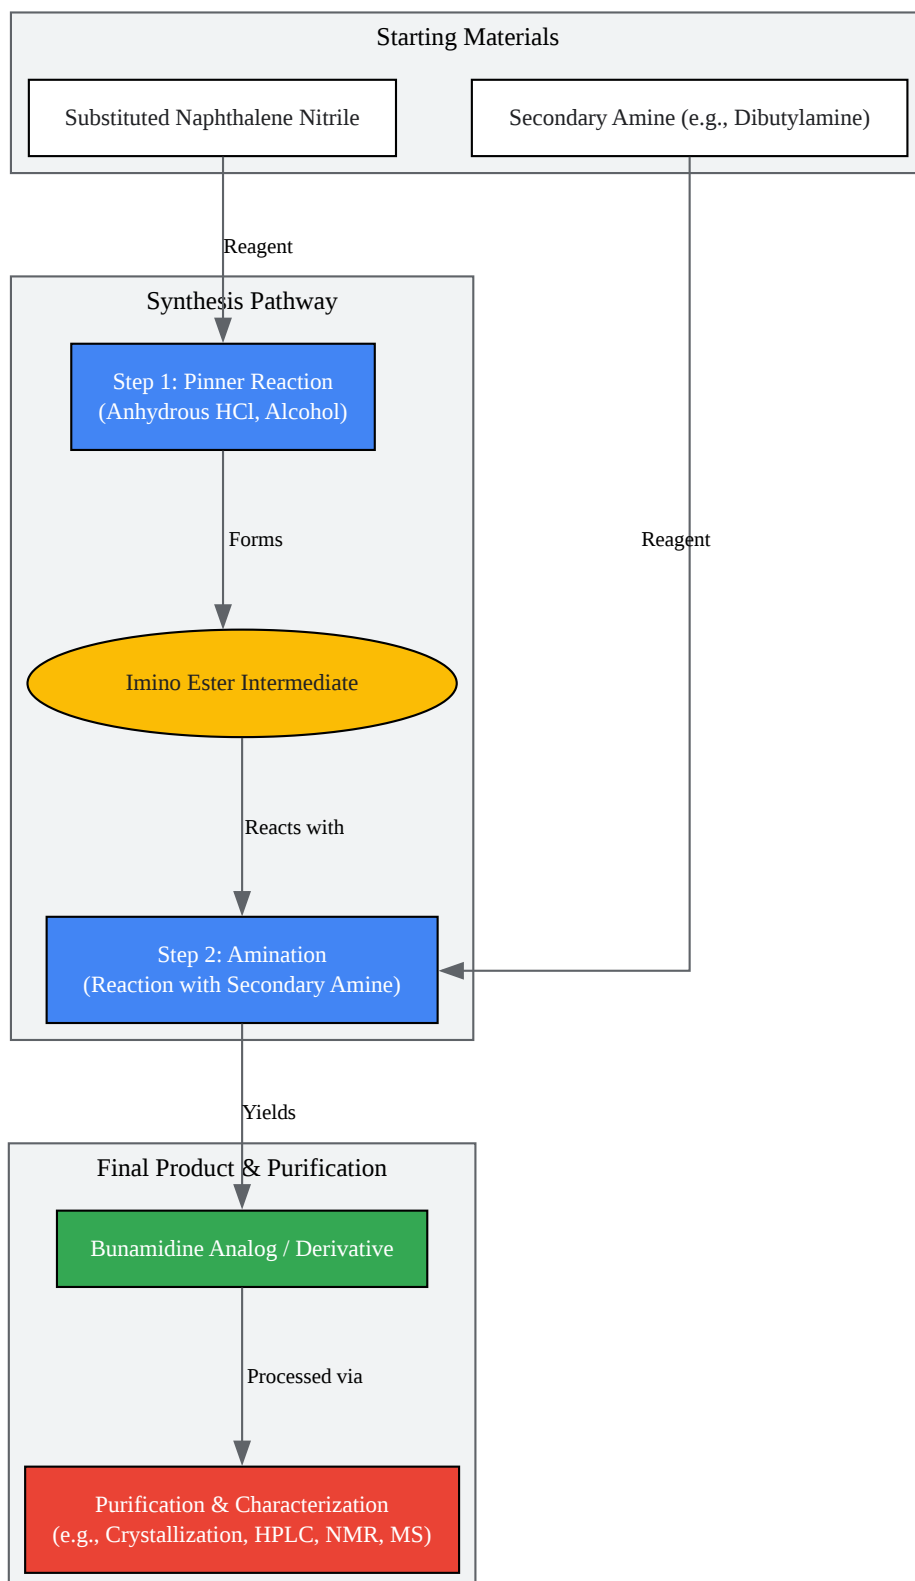 Starting Materials
Substituted Naphthalene Nitrile
Secondary Amine (e.g., Dibutylamine)
Reagent
Synthesis Pathway
Step 1: Pinner Reaction
(Anhydrous HCl, Alcohol)
Forms
Reagent
Imino Ester Intermediate
Reacts with
Step 2: Amination
(Reaction with Secondary Amine)
Yields
Final Product & Purification
Bunamidine Analog / Derivative
Processed via
Purification & Characterization
(e.g., Crystallization, HPLC, NMR, MS)